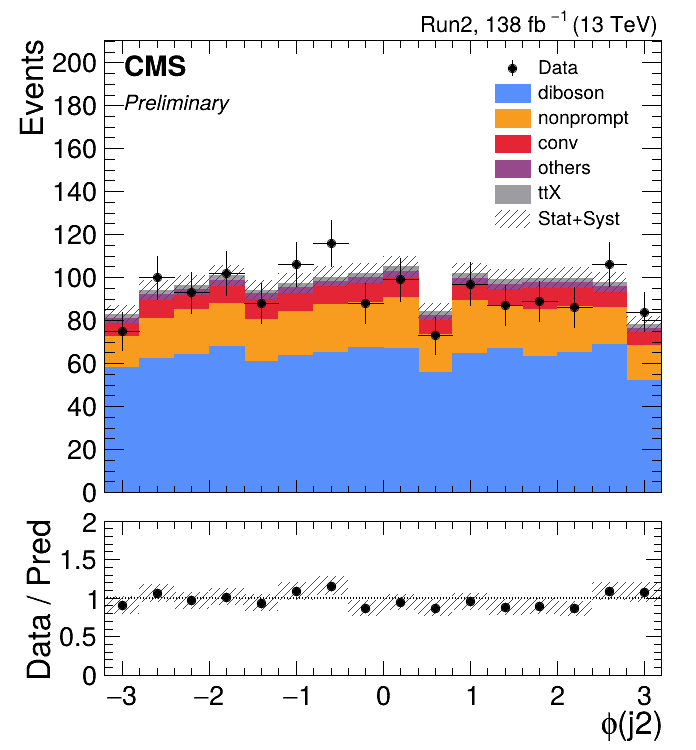 Run2, 138 fb⁻¹ (13 TeV)
Events
CMS
Preliminary
Data
diboson
nonprompt
conv
others
ttX
Stat+Syst
200
180
160
140
120
100
80
60
40
20
0
Data / Pred
2
1.5
1
0.5
0
−3 −2 −1 0 1 2 3
ϕ(j2)